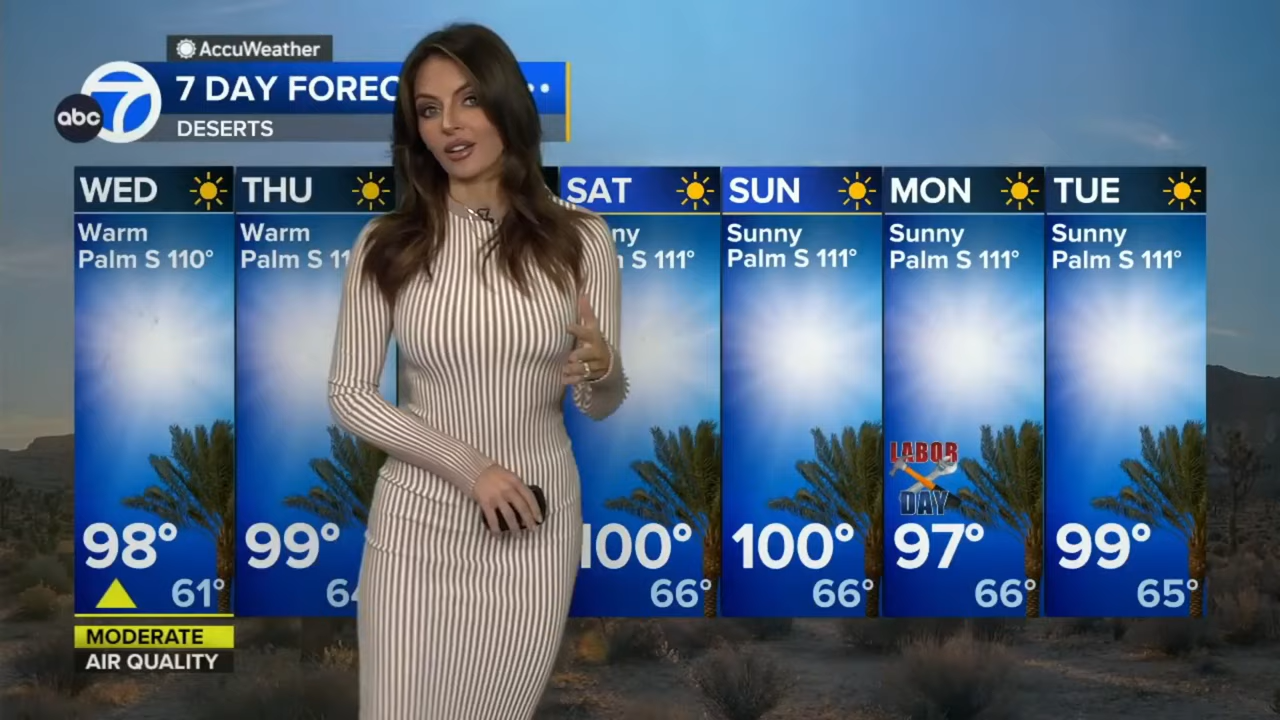 AccuWeather
abc 7
7 DAY FOREC
DESERTS
WED
Warm
Palm S 110°
98°
61°
MODERATE
AIR QUALITY
THU
Warm
Palm S 11
99°
64
SAT
ny
S 111°
100°
66°
SUN
Sunny
Palm S 111°
100°
66°
MON
Sunny
Palm S 111°
LABOR
DAY
97°
66°
TUE
Sunny
Palm S 111°
99°
65°